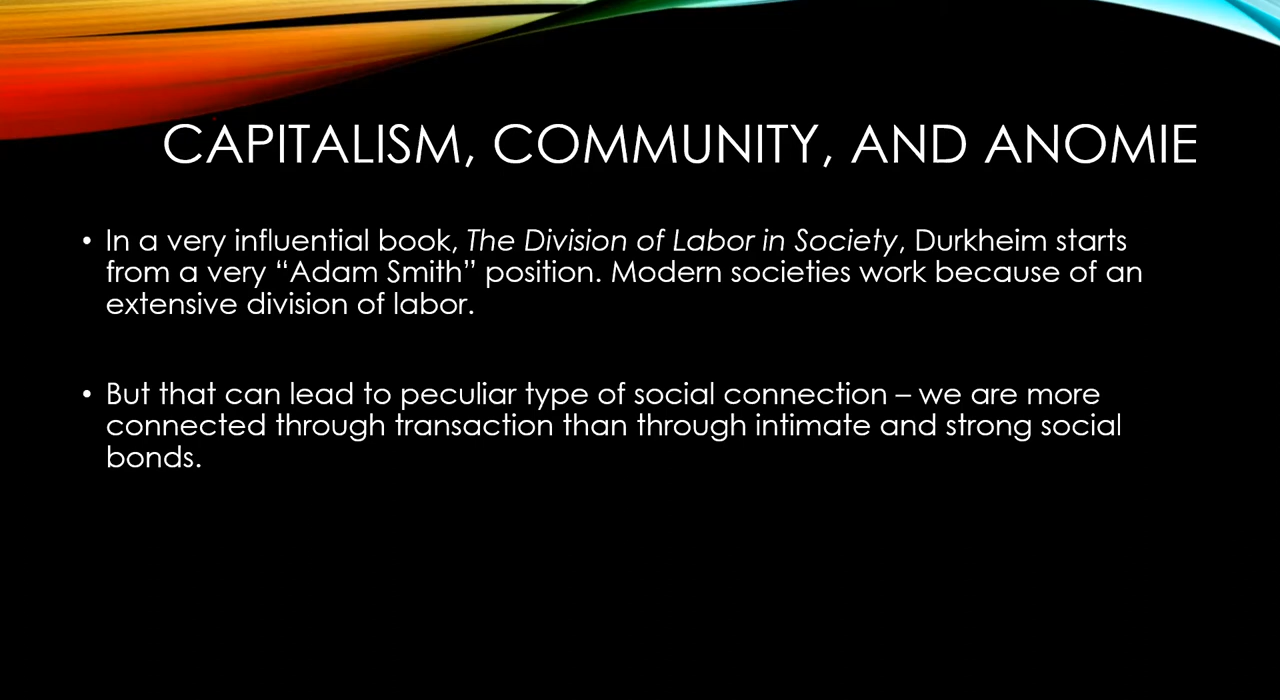 CAPITALISM, COMMUNITY, AND ANOMIE
• In a very influential book, The Division of Labor in Society, Durkheim starts
from a very “Adam Smith” position. Modern societies work because of an
extensive division of labor.
• But that can lead to peculiar type of social connection – we are more
connected through transaction than through intimate and strong social
bonds.